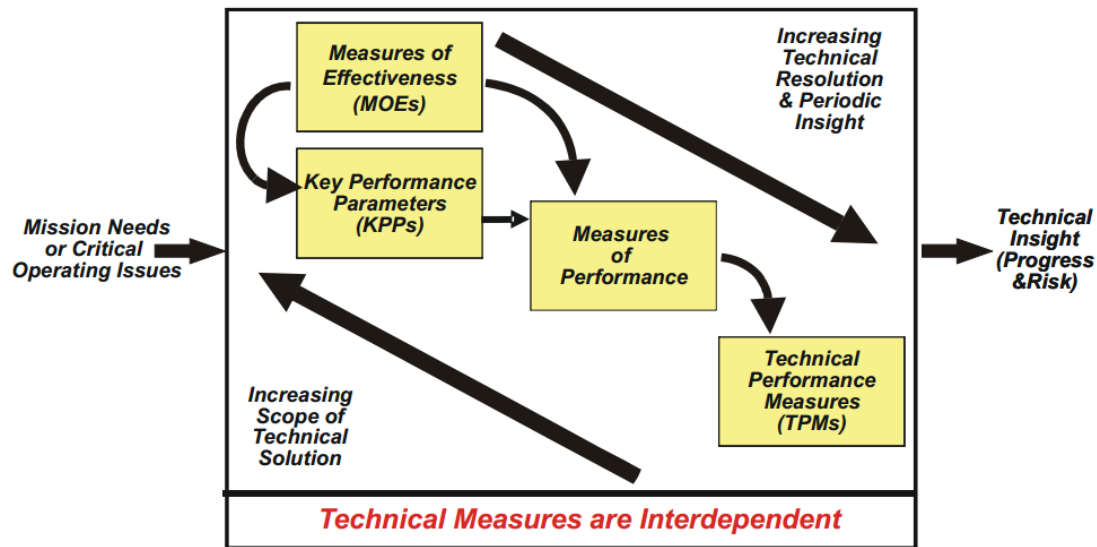 Mission Needs
or Critical
Operating Issues
Measures of
Effectiveness
(MOEs)
Key Performance
Parameters
(KPPs)
Measures
of
Performance
Technical
Performance
Measures
(TPMs)
Increasing
Technical
Resolution
& Periodic
Insight
Increasing
Scope of
Technical
Solution
Technical
Insight
(Progress
&Risk)
Technical Measures are Interdependent